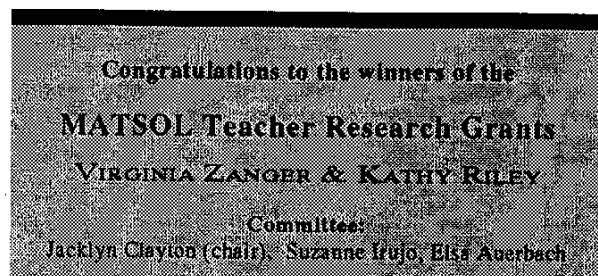 Congratulations to the winners of the
MATSOL Teacher Research Grants
VIRGINIA ZANGER & KATHY RILEY
Committee:
Jacklyn Clayton (chair), Suzanne Irujo, Elsa Auerbach